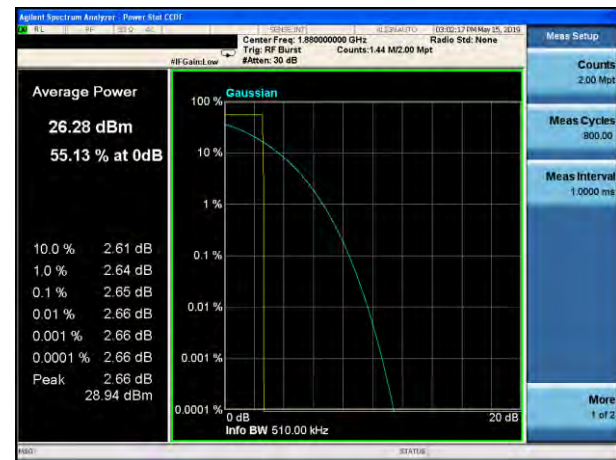 Agilent Spectrum Analyzer - Power Stat CCDF
RL RF 50 Ω AC SENSE:INT ALIGN AUTO 03:02:17 PM May 15, 2019
Center Freq: 1.880000000 GHz Radio Std: None
Trig: RF Burst Counts:1.44 M/2.00 Mpt
#IFGain:Low #Atten: 30 dB
Meas Setup
Counts
2.00 Mpt
Meas Cycles
800.00
Meas Interval
1.0000 ms
More
1 of 2
Average Power
26.28 dBm
55.13 % at 0dB
10.0 % 2.61 dB
1.0 % 2.64 dB
0.1 % 2.65 dB
0.01 % 2.66 dB
0.001 % 2.66 dB
0.0001 % 2.66 dB
Peak 2.66 dB
28.94 dBm
Gaussian
100 %
10 %
1 %
0.1 %
0.01 %
0.001 %
0.0001 %
0 dB 20 dB
Info BW 510.00 kHz
MSG STATUS